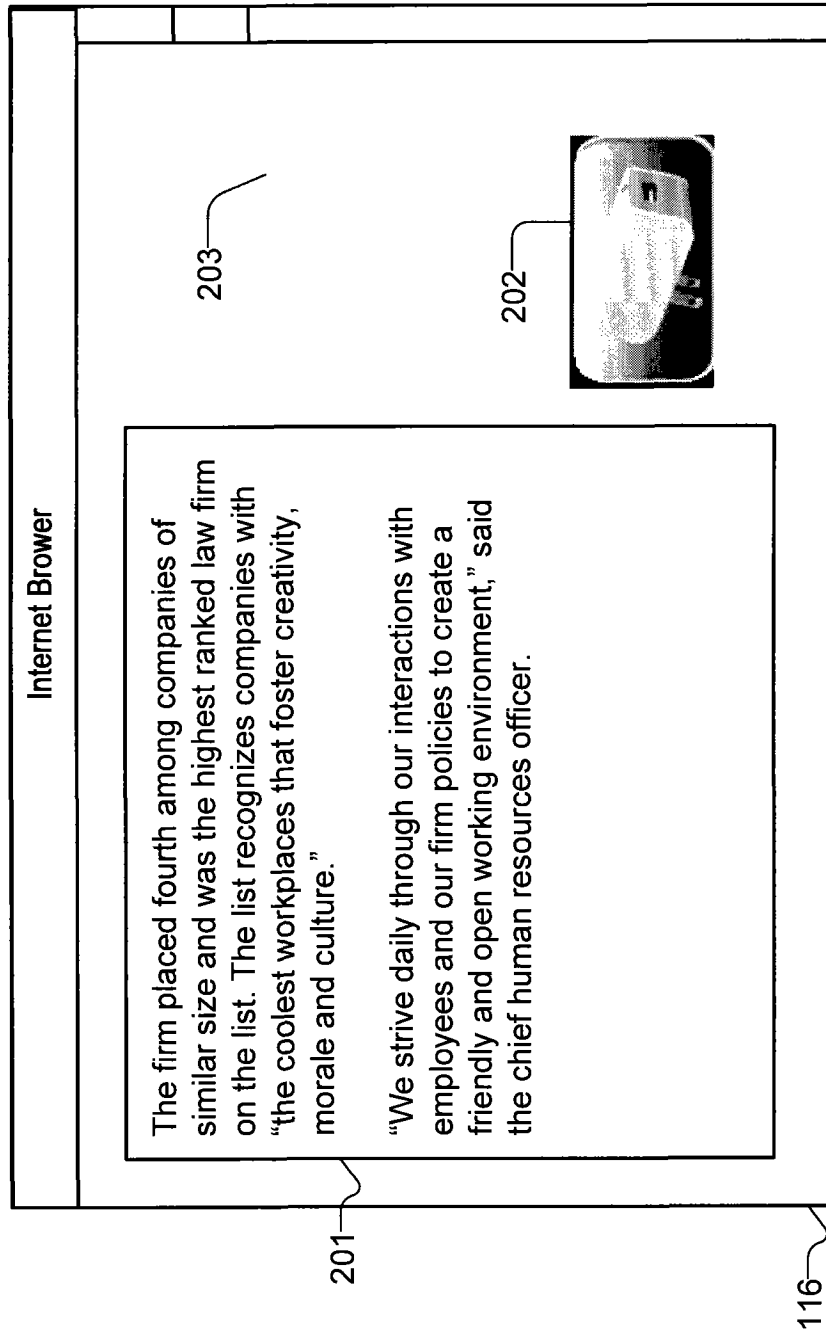 Internet Brower
The firm placed fourth among companies of
similar size and was the highest ranked law firm
on the list. The list recognizes companies with
“the coolest workplaces that foster creativity,
morale and culture.”
“We strive daily through our interactions with
employees and our firm policies to create a
friendly and open working environment,” said
the chief human resources officer.
203
202
201
116